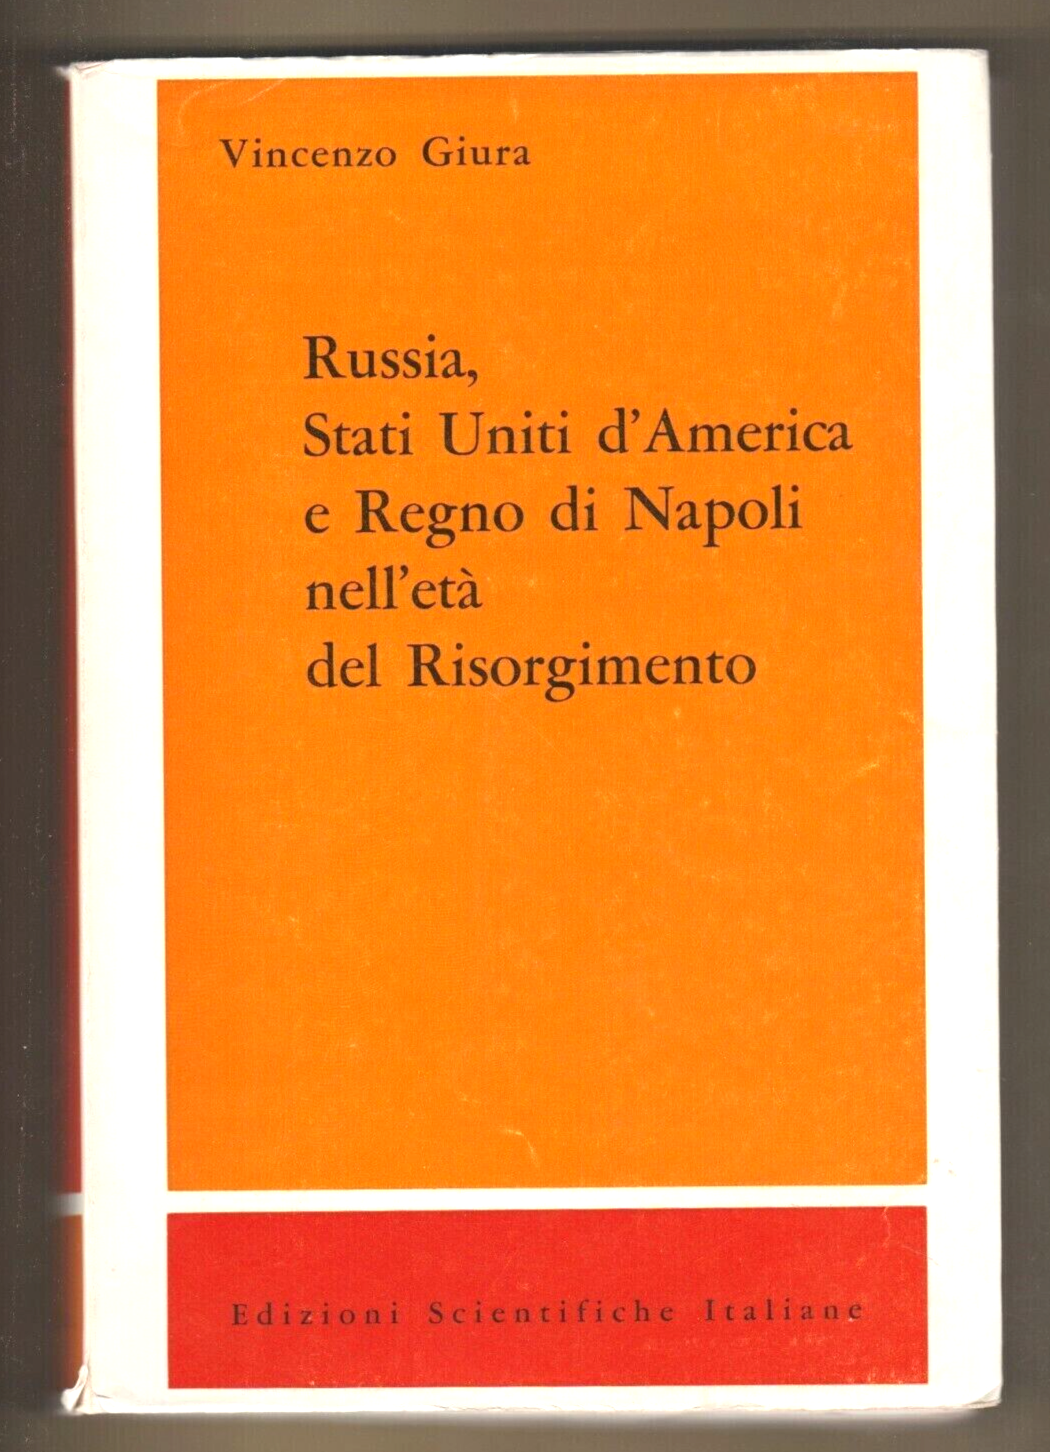 Vincenzo Giura
Russia,
Stati Uniti d'America
e Regno di Napoli
nell'età
del Risorgimento
Edizioni Scientifiche Italiane